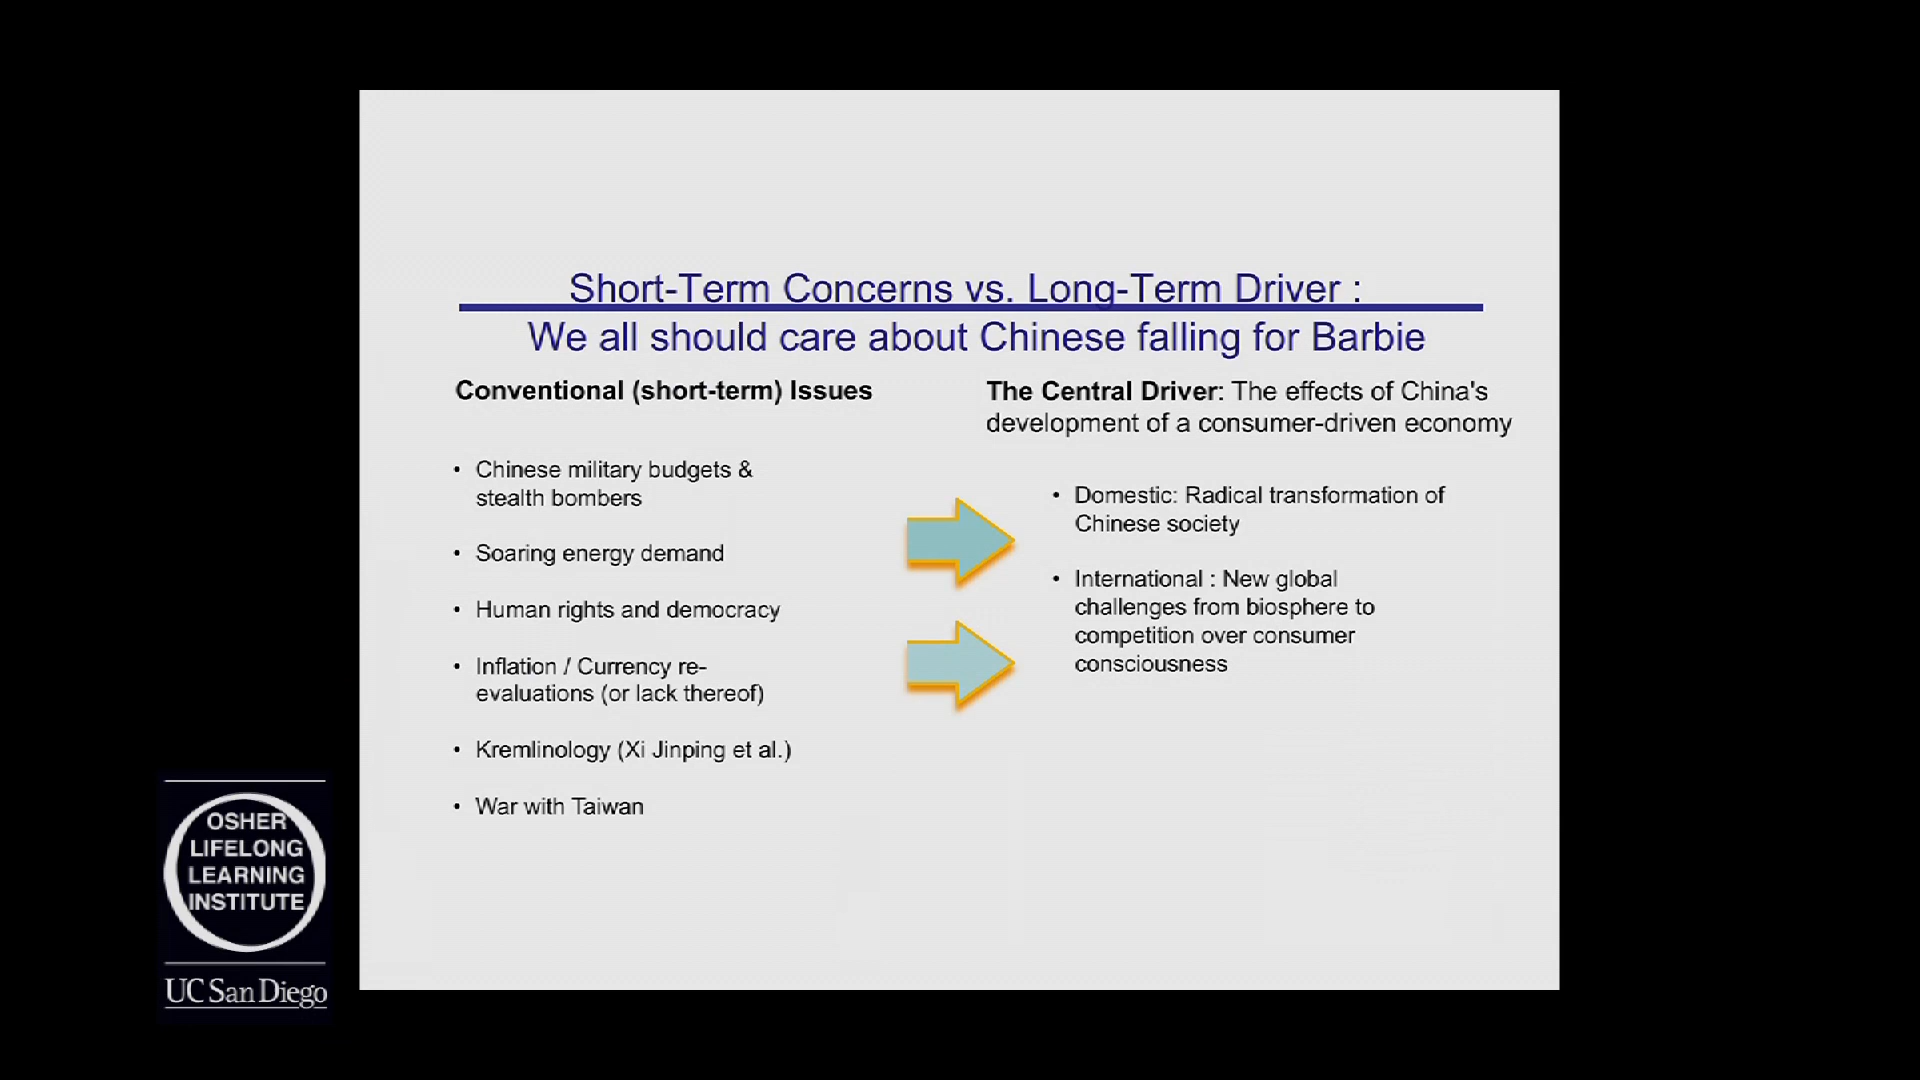 Short-Term Concerns vs. Long-Term Driver :
We all should care about Chinese falling for Barbie
Conventional (short-term) Issues
• Chinese military budgets &
stealth bombers
• Soaring energy demand
• Human rights and democracy
• Inflation / Currency re-
evaluations (or lack thereof)
• Kremlinology (Xi Jinping et al.)
• War with Taiwan
The Central Driver: The effects of China's
development of a consumer-driven economy
• Domestic: Radical transformation of
Chinese society
• International : New global
challenges from biosphere to
competition over consumer
consciousness
OSHER
LIFELONG
LEARNING
INSTITUTE
UC San Diego